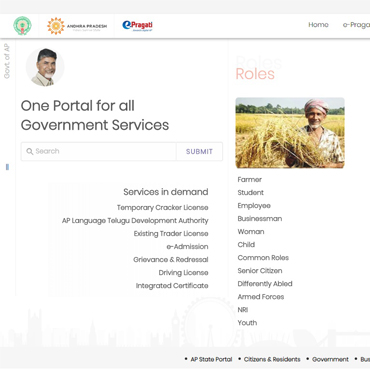 ANDHRA PRADESH
e-Pragati
Home
e-Praga
Govt. of AP
Roles
Roles
One Portal for all
Government Services
Search
SUBMIT
Services in demand
Temporary Cracker License
AP Language Telugu Development Authority
Existing Trader License
e-Admission
Grievance & Redressal
Driving License
Integrated Certificate
Farmer
Student
Employee
Businessman
Woman
Child
Common Roles
Senior Citizen
Differently Abled
Armed Forces
NRI
Youth
• AP State Portal • Citizens & Residents • Government • Bus